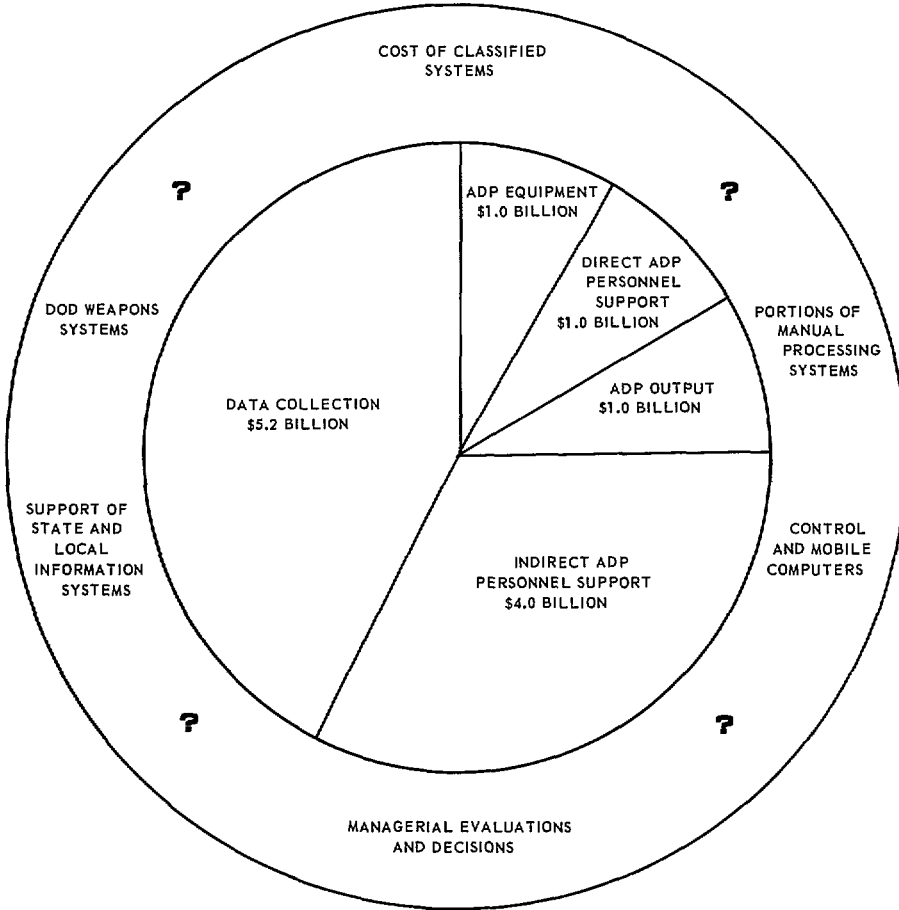 COST OF CLASSIFIED
SYSTEMS
?
?
ADP EQUIPMENT
$1.0 BILLION
DIRECT ADP
PERSONNEL
SUPPORT
$1.0 BILLION
DOD WEAPONS
SYSTEMS
PORTIONS OF
MANUAL
PROCESSING
SYSTEMS
ADP OUTPUT
$1.0 BILLION
DATA COLLECTION
$5.2 BILLION
SUPPORT OF
STATE AND
LOCAL
INFORMATION
SYSTEMS
CONTROL
AND MOBILE
COMPUTERS
INDIRECT ADP
PERSONNEL SUPPORT
$4.0 BILLION
?
?
MANAGERIAL EVALUATIONS
AND DECISIONS